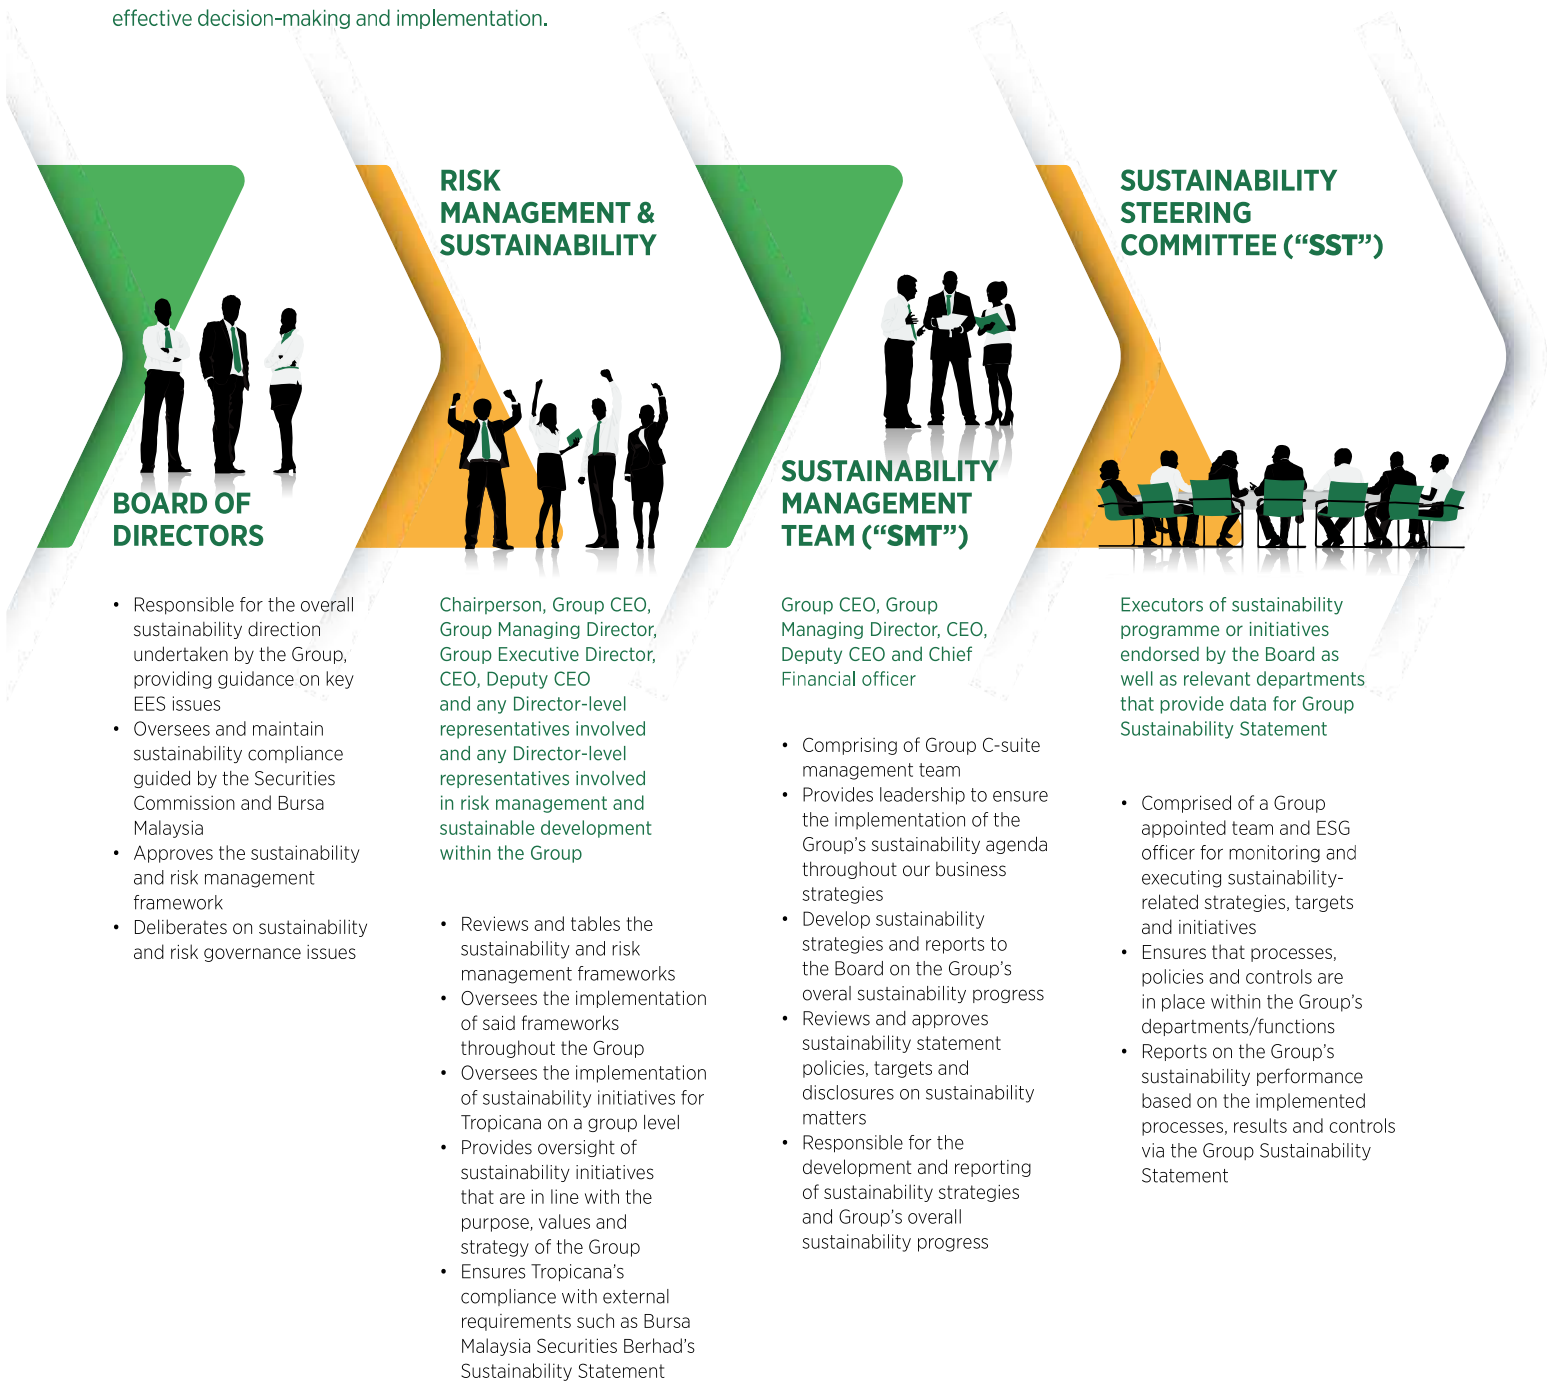 effective decision-making and implementation.
BOARD OF
DIRECTORS
• Responsible for the overall
sustainability direction
undertaken by the Group,
providing guidance on key
EES issues
• Oversees and maintain
sustainability compliance
guided by the Securities
Commission and Bursa
Malaysia
• Approves the sustainability
and risk management
framework
• Deliberates on sustainability
and risk governance issues
RISK
MANAGEMENT &
SUSTAINABILITY
Chairperson, Group CEO,
Group Managing Director,
Group Executive Director,
CEO, Deputy CEO
and any Director-level
representatives involved
and any Director-level
representatives involved
in risk management and
sustainable development
within the Group
• Reviews and tables the
sustainability and risk
management frameworks
• Oversees the implementation
of said frameworks
throughout the Group
• Oversees the implementation
of sustainability initiatives for
Tropicana on a group level
• Provides oversight of
sustainability initiatives
that are in line with the
purpose, values and
strategy of the Group
• Ensures Tropicana's
compliance with external
requirements such as Bursa
Malaysia Securities Berhad's
Sustainability Statement
SUSTAINABILITY
MANAGEMENT
TEAM (“SMT”)
Group CEO, Group
Managing Director, CEO,
Deputy CEO and Chief
Financial officer
• Comprising of Group C-suite
management team
• Provides leadership to ensure
the implementation of the
Group's sustainability agenda
throughout our business
strategies
• Develop sustainability
strategies and reports to
the Board on the Group's
overal sustainability progress
• Reviews and approves
sustainability statement
policies, targets and
disclosures on sustainability
matters
• Responsible for the
development and reporting
of sustainability strategies
and Group's overall
sustainability progress
SUSTAINABILITY
STEERING
COMMITTEE (“SST”)
Executors of sustainability
programme or initiatives
endorsed by the Board as
well as relevant departments
that provide data for Group
Sustainability Statement
• Comprised of a Group
appointed team and ESG
officer for monitoring and
executing sustainability-
related strategies, targets
and initiatives
• Ensures that processes,
policies and controls are
in place within the Group's
departments/functions
• Reports on the Group's
sustainability performance
based on the implemented
processes, results and controls
via the Group Sustainability
Statement